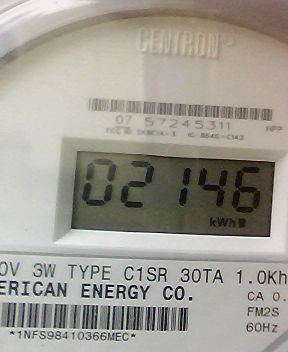 CENTRON®
07 57245311
HPP
02146
kWh
0V 3W TYPE C1SR 30TA 1.0Kh
ERICAN ENERGY CO.
CA 0.
FM2S
*1NFS98410366MEC*
60Hz